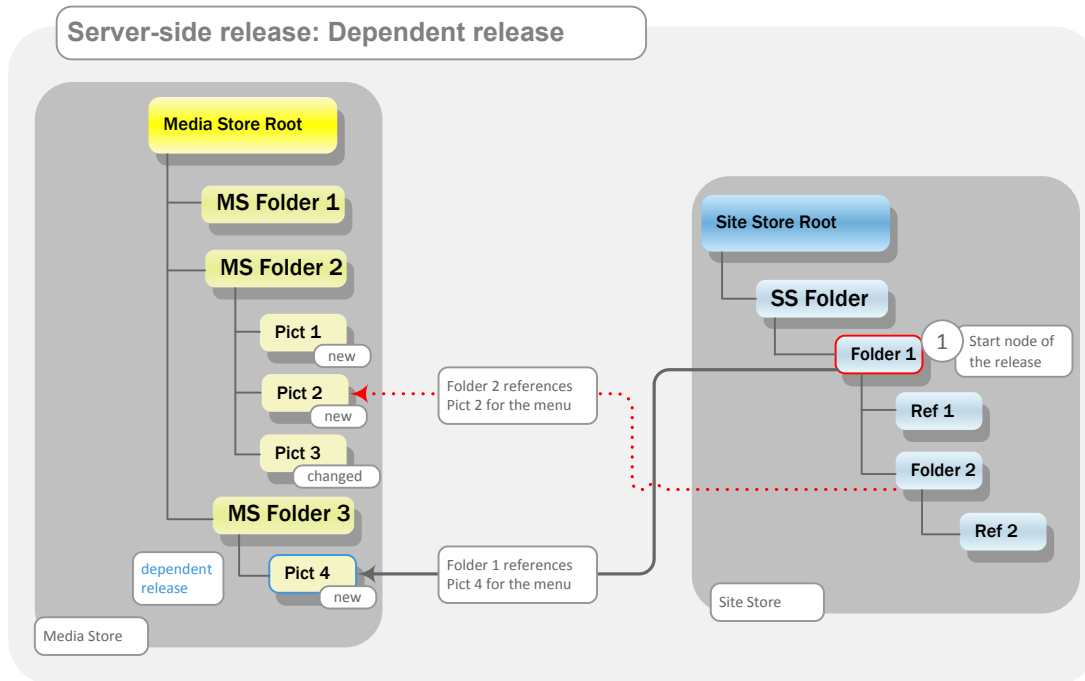 Server-side release: Dependent release
Media Store Root
MS Folder 1
MS Folder 2
Pict 1
new
Pict 2
new
Pict 3
changed
MS Folder 3
dependent
release
Pict 4
new
Media Store
Folder 2 references
Pict 2 for the menu
Folder 1 references
Pict 4 for the menu
Site Store Root
SS Folder
Folder 1
1
Start node of
the release
Ref 1
Folder 2
Ref 2
Site Store